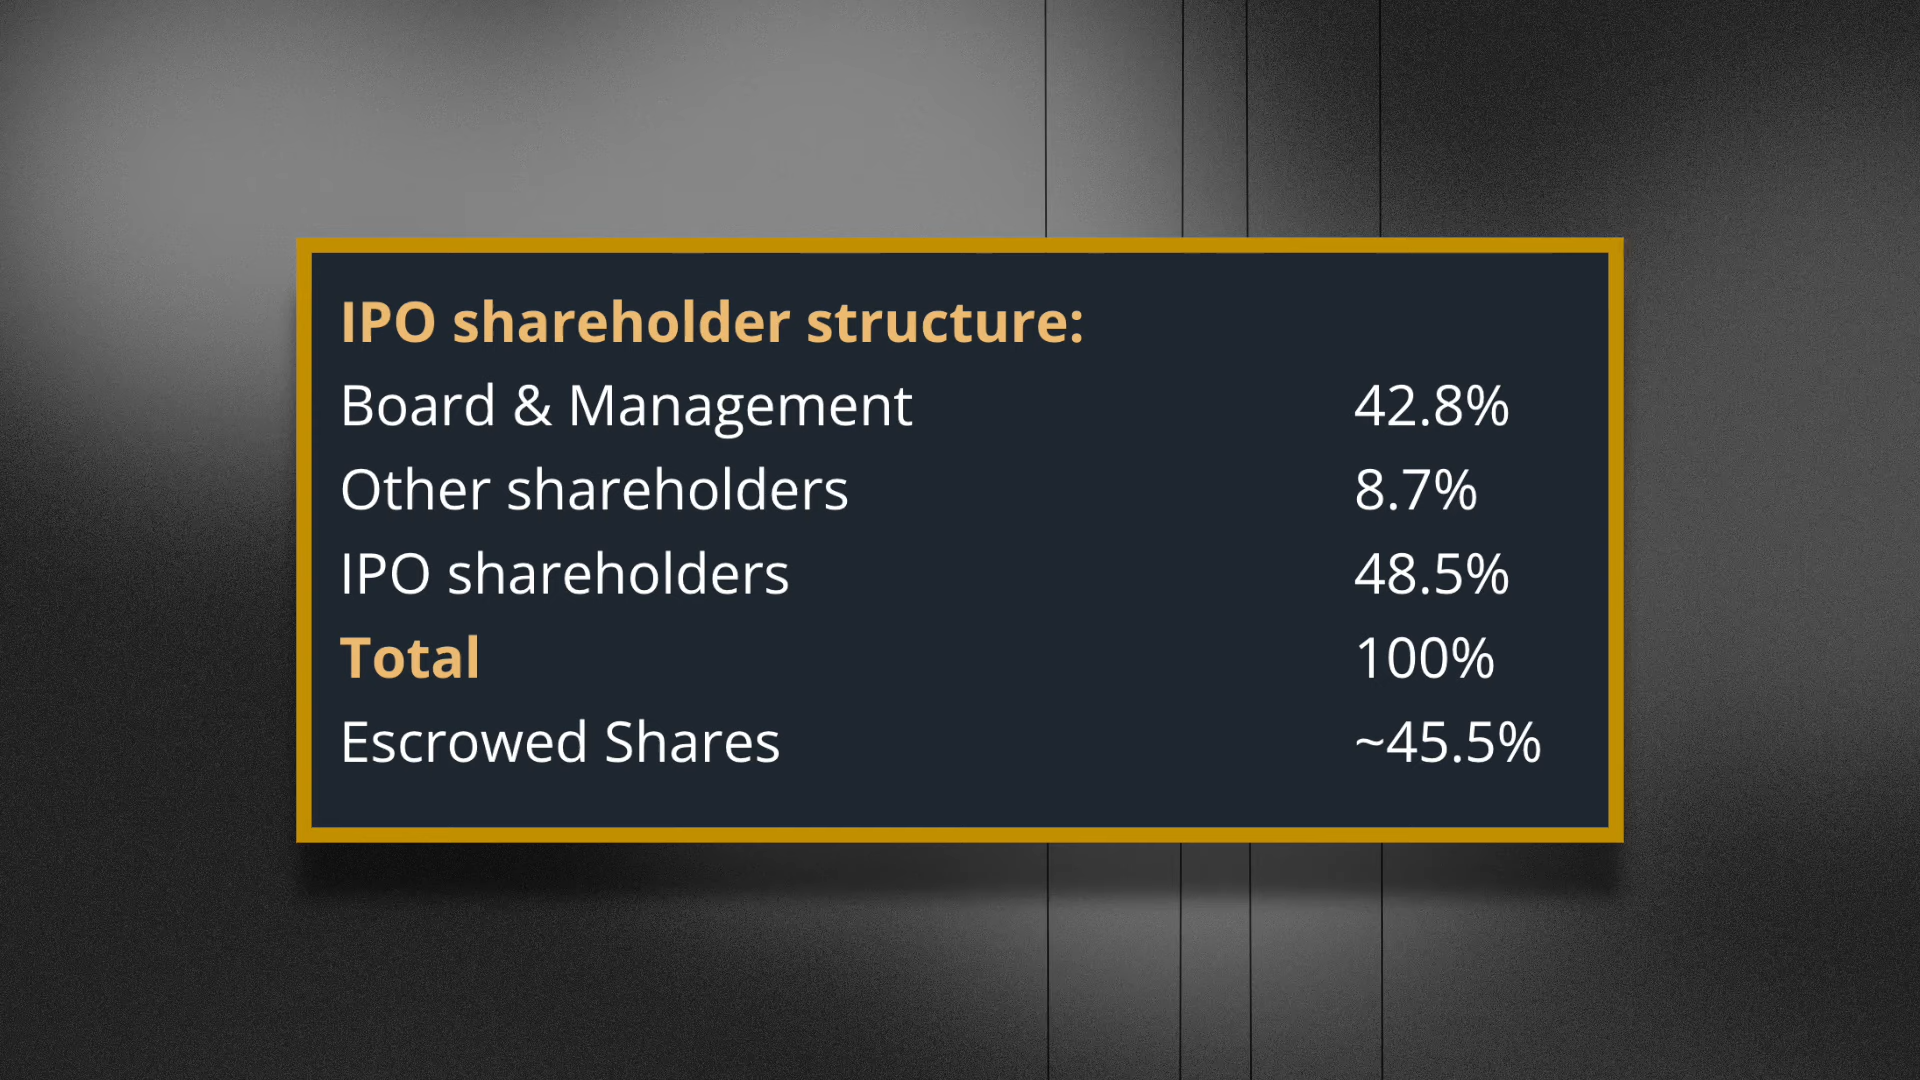 IPO shareholder structure:
Board & Management 42.8%
Other shareholders 8.7%
IPO shareholders 48.5%
Total 100%
Escrowed Shares ~45.5%